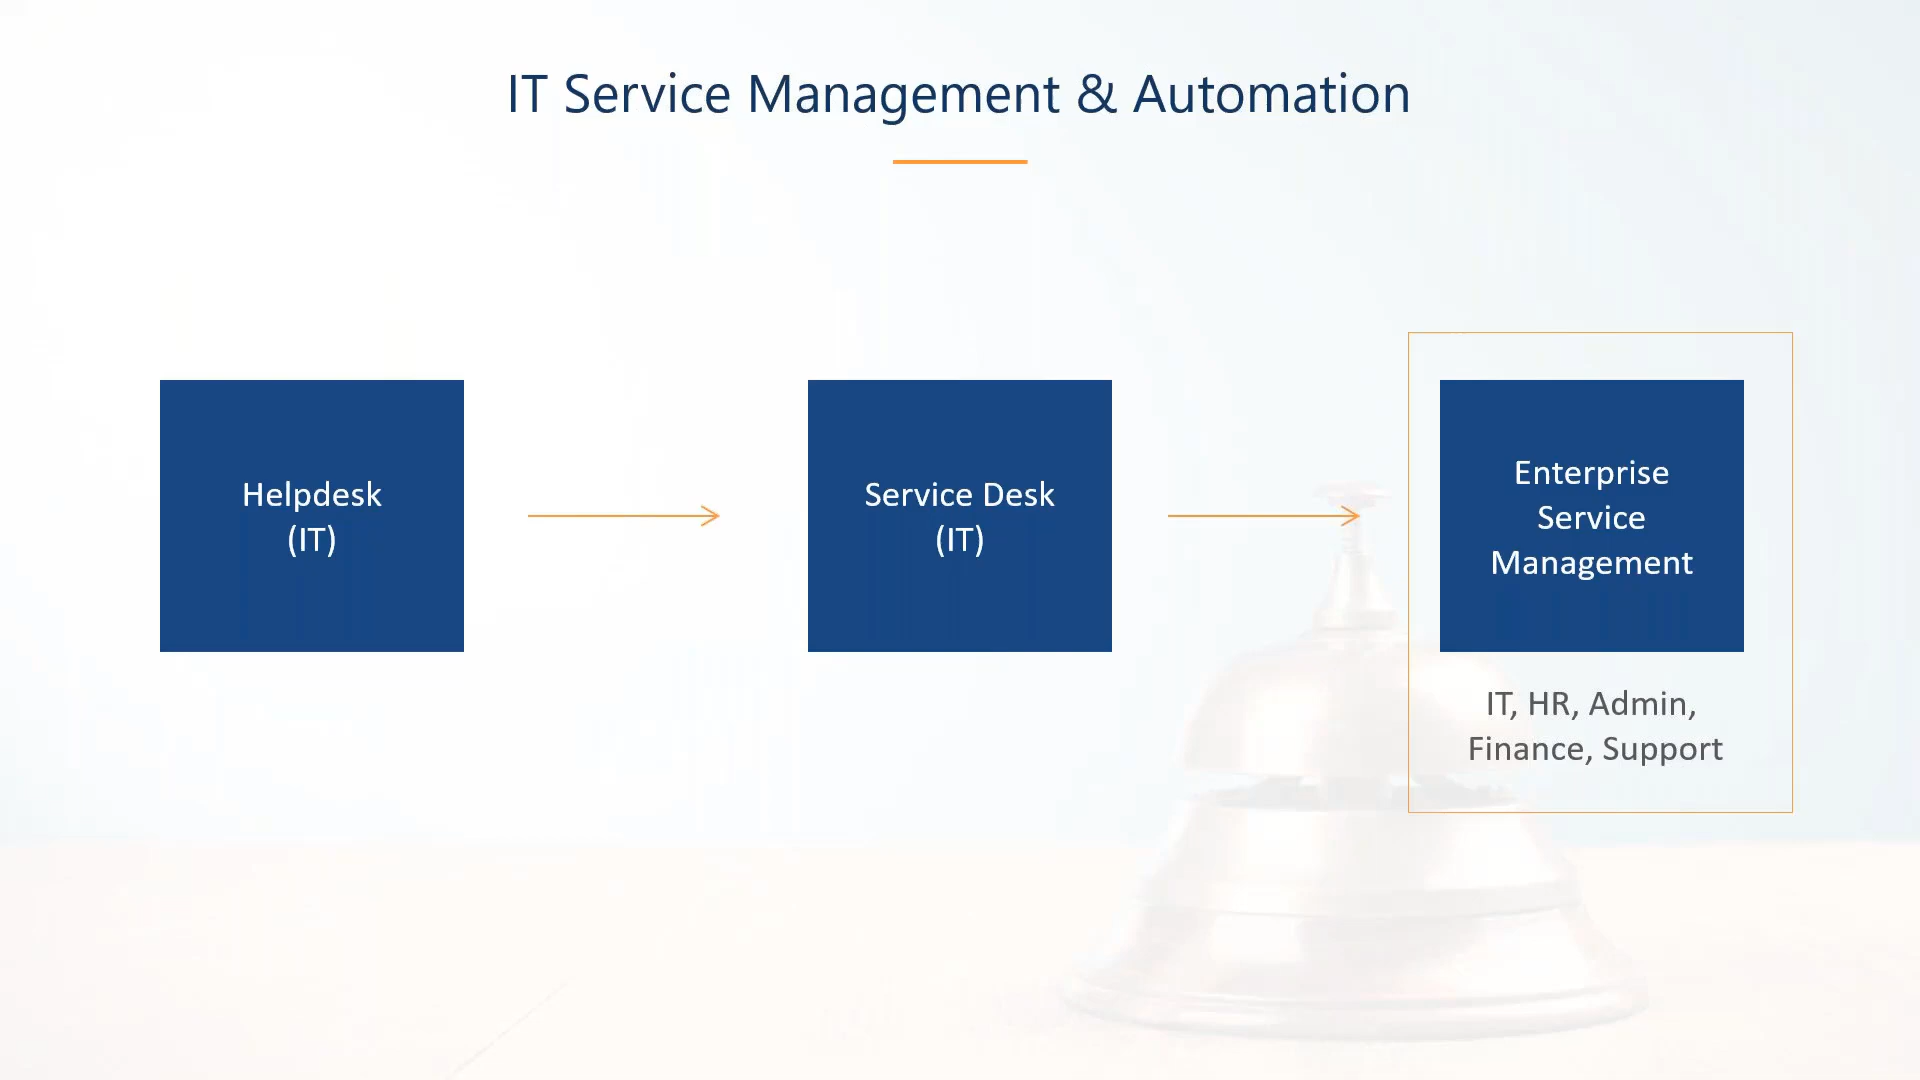 IT Service Management & Automation
Helpdesk
(IT)
Service Desk
(IT)
Enterprise
Service
Management
IT, HR, Admin,
Finance, Support